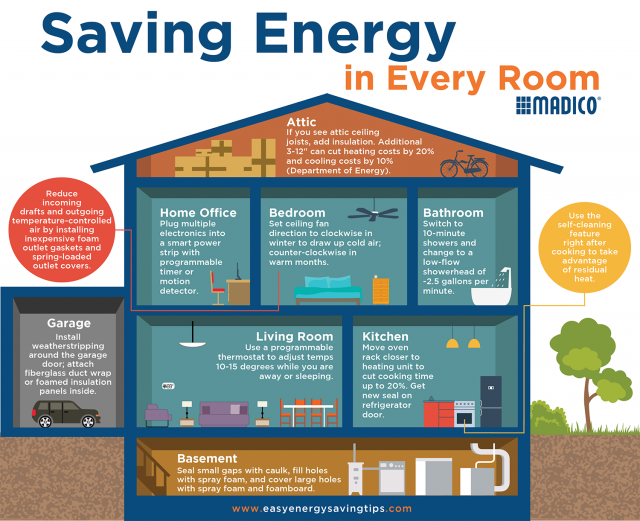 Saving Energy
in Every Room
MADICO®
Attic
If you see attic ceiling
joists, add insulation. Additional
3-12" can cut heating costs by 20%
and cooling costs by 10%
(Department of Energy).
Reduce
incoming
drafts and outgoing
temperature-controlled
air by installing
inexpensive foam
outlet gaskets and
spring-loaded
outlet covers.
Home Office
Plug multiple
electronics into
a smart power
strip with
programmable
timer or
motion
detector.
Bedroom
Set ceiling fan
direction to clockwise in
winter to draw up cold air;
counter-clockwise in
warm months.
Bathroom
Switch to
10-minute
showers and
change to a
low-flow
showerhead of
~2.5 gallons per
minute.
Use the
self-cleaning
feature
right after
cooking to take
advantage
of residual
heat.
Garage
Install
weatherstripping
around the garage
door; attach
fiberglass duct wrap
or foamed insulation
panels inside.
Living Room
Use a programmable
thermostat to adjust temps
10-15 degrees while you are
away or sleeping.
Kitchen
Move oven
rack closer to
heating unit to
cut cooking time
up to 20%. Get
new seal on
refrigerator
door.
Basement
Seal small gaps with caulk, fill holes
with spray foam, and cover large holes
with spray foam and foamboard.
www.easyenergysavingtips.com